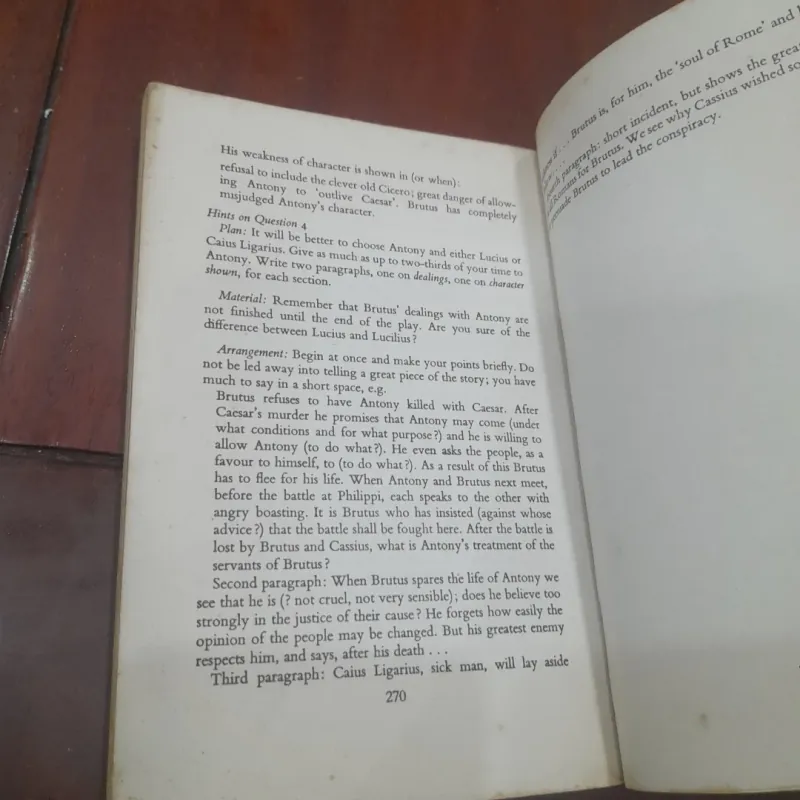 His weakness of character is shown in (or when):
refusal to include the clever old Cicero; great danger of allow-
ing Antony to 'outlive Caesar'. Brutus has completely
misjudged Antony's character.
Hints on Question 4
Plan: It will be better to choose Antony and either Lucius or
Caius Ligarius. Give as much as up to two-thirds of your time to
Antony. Write two paragraphs, one on dealings, one on character
shown, for each section.
Material: Remember that Brutus' dealings with Antony are
not finished until the end of the play. Are you sure of the
difference between Lucius and Lucilius?
Arrangement: Begin at once and make your points briefly. Do
not be led away into telling a great piece of the story; you have
much to say in a short space, e.g.
Brutus refuses to have Antony killed with Caesar. After
Caesar's murder he promises that Antony may come (under
what conditions and for what purpose?) and he is willing to
allow Antony (to do what?). He even asks the people, as a
favour to himself, to (to do what?). As a result of this Brutus
has to flee for his life. When Antony and Brutus next meet,
before the battle at Philippi, each speaks to the other with
angry boasting. It is Brutus who has insisted (against whose
advice?) that the battle shall be fought here. After the battle is
lost by Brutus and Cassius, what is Antony's treatment of the
servants of Brutus?
Second paragraph: When Brutus spares the life of Antony we
see that he is (? not cruel, not very sensible); does he believe too
strongly in the justice of their cause? He forgets how easily the
opinion of the people may be changed. But his greatest enemy
respects him, and says, after his death . . .
Third paragraph: Caius Ligarius, sick man, will lay aside
270
if . . . Brutus is, for him, the 'soul of Rome' and
paragraph: short incident, but shows the
Romans for Brutus. We see why Cassius wished
Brutus to lead the conspiracy.